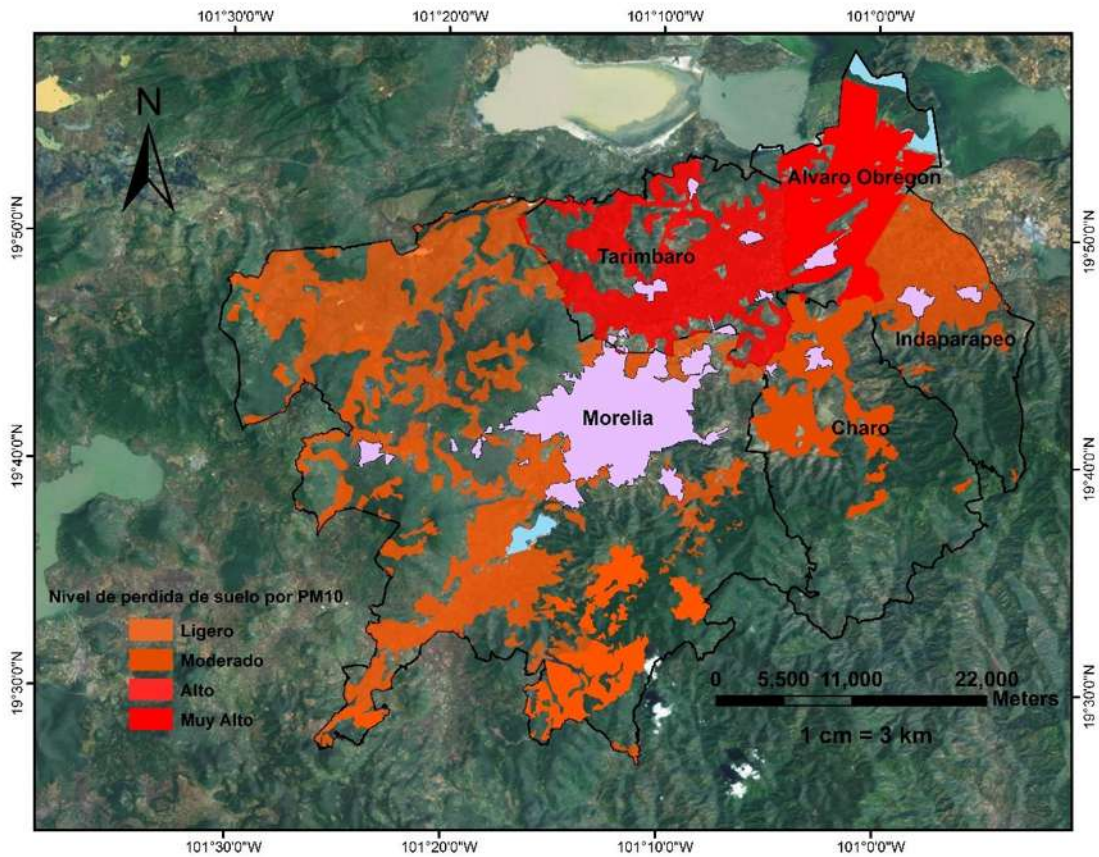 101°30'0"W 101°20'0"W 101°10'0"W 101°0'0"W
N
Alvaro Obregon
19°50'0"N 19°50'0"N
Tarimbaro
Indaparapeo
Morelia
Charo
19°40'0"N 19°40'0"N
Nivel de perdida de suelo por PM10
Ligero
Moderado
Alto
Muy Alto
0 5,500 11,000 22,000
Meters
1 cm = 3 km
19°30'0"N 19°30'0"N
101°30'0"W 101°20'0"W 101°10'0"W 101°0'0"W